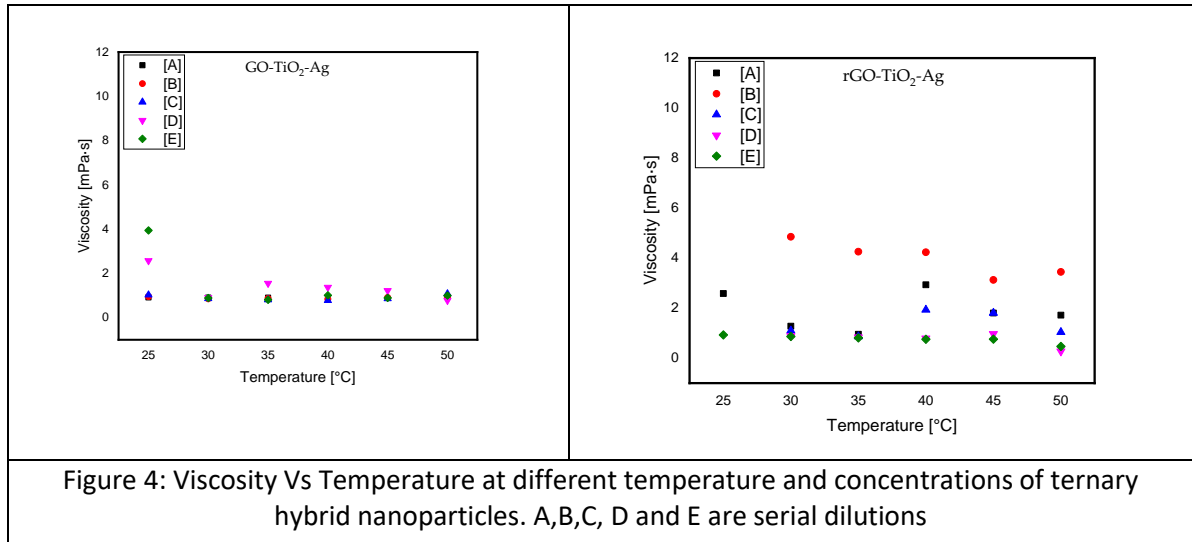 12
10
8
6
4
2
0
Viscosity [mPa·s]
[A]
[B]
[C]
[D]
[E]
GO-TiO₂-Ag
25 30 35 40 45 50
Temperature [°C]
12
10
8
6
4
2
0
Viscosity [mPa·s]
[A]
[B]
[C]
[D]
[E]
rGO-TiO₂-Ag
25 30 35 40 45 50
Temperature [°C]
Figure 4: Viscosity Vs Temperature at different temperature and concentrations of ternary
hybrid nanoparticles. A,B,C, D and E are serial dilutions